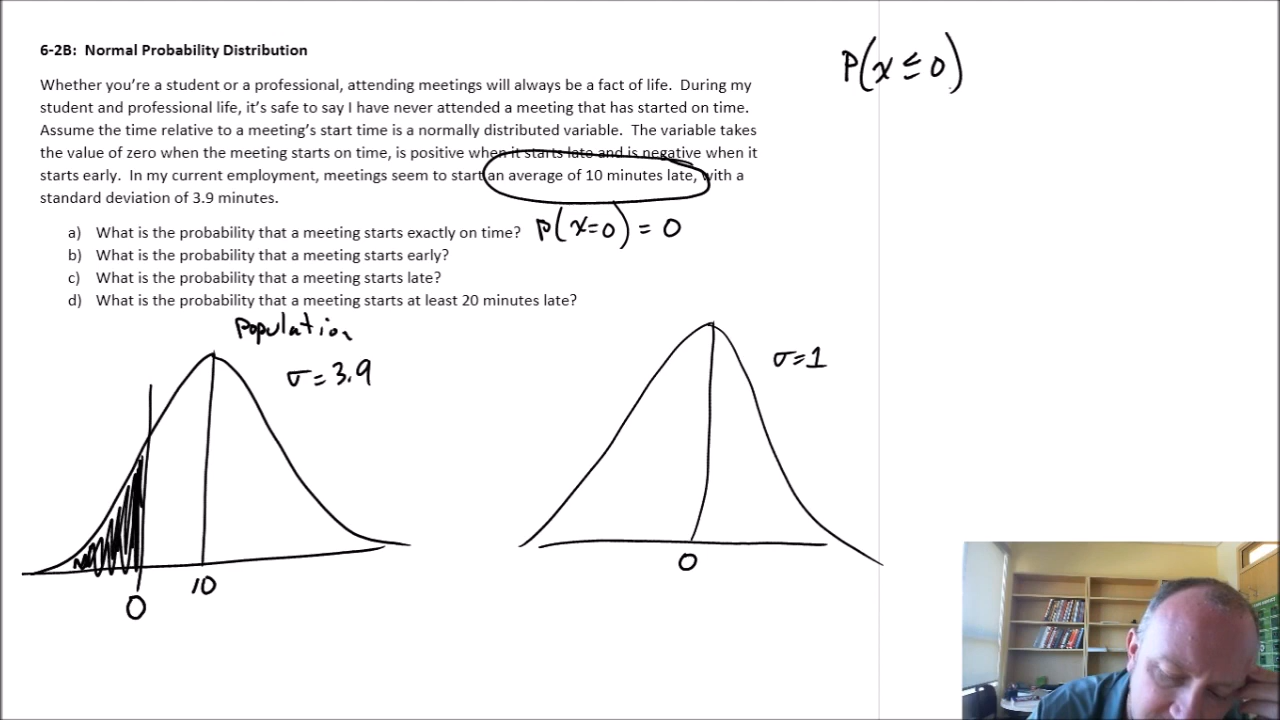 6-2B: Normal Probability Distribution
P(x ≤ 0)
Whether you're a student or a professional, attending meetings will always be a fact of life. During my
student and professional life, it's safe to say I have never attended a meeting that has started on time.
Assume the time relative to a meeting's start time is a normally distributed variable. The variable takes
the value of zero when the meeting starts on time, is positive when it starts late and is negative when it
starts early. In my current employment, meetings seem to start an average of 10 minutes late, with a
standard deviation of 3.9 minutes.
a) What is the probability that a meeting starts exactly on time? P(x=0) = 0
b) What is the probability that a meeting starts early?
c) What is the probability that a meeting starts late?
d) What is the probability that a meeting starts at least 20 minutes late?
Population
σ = 3.9
σ=1
0
10
0